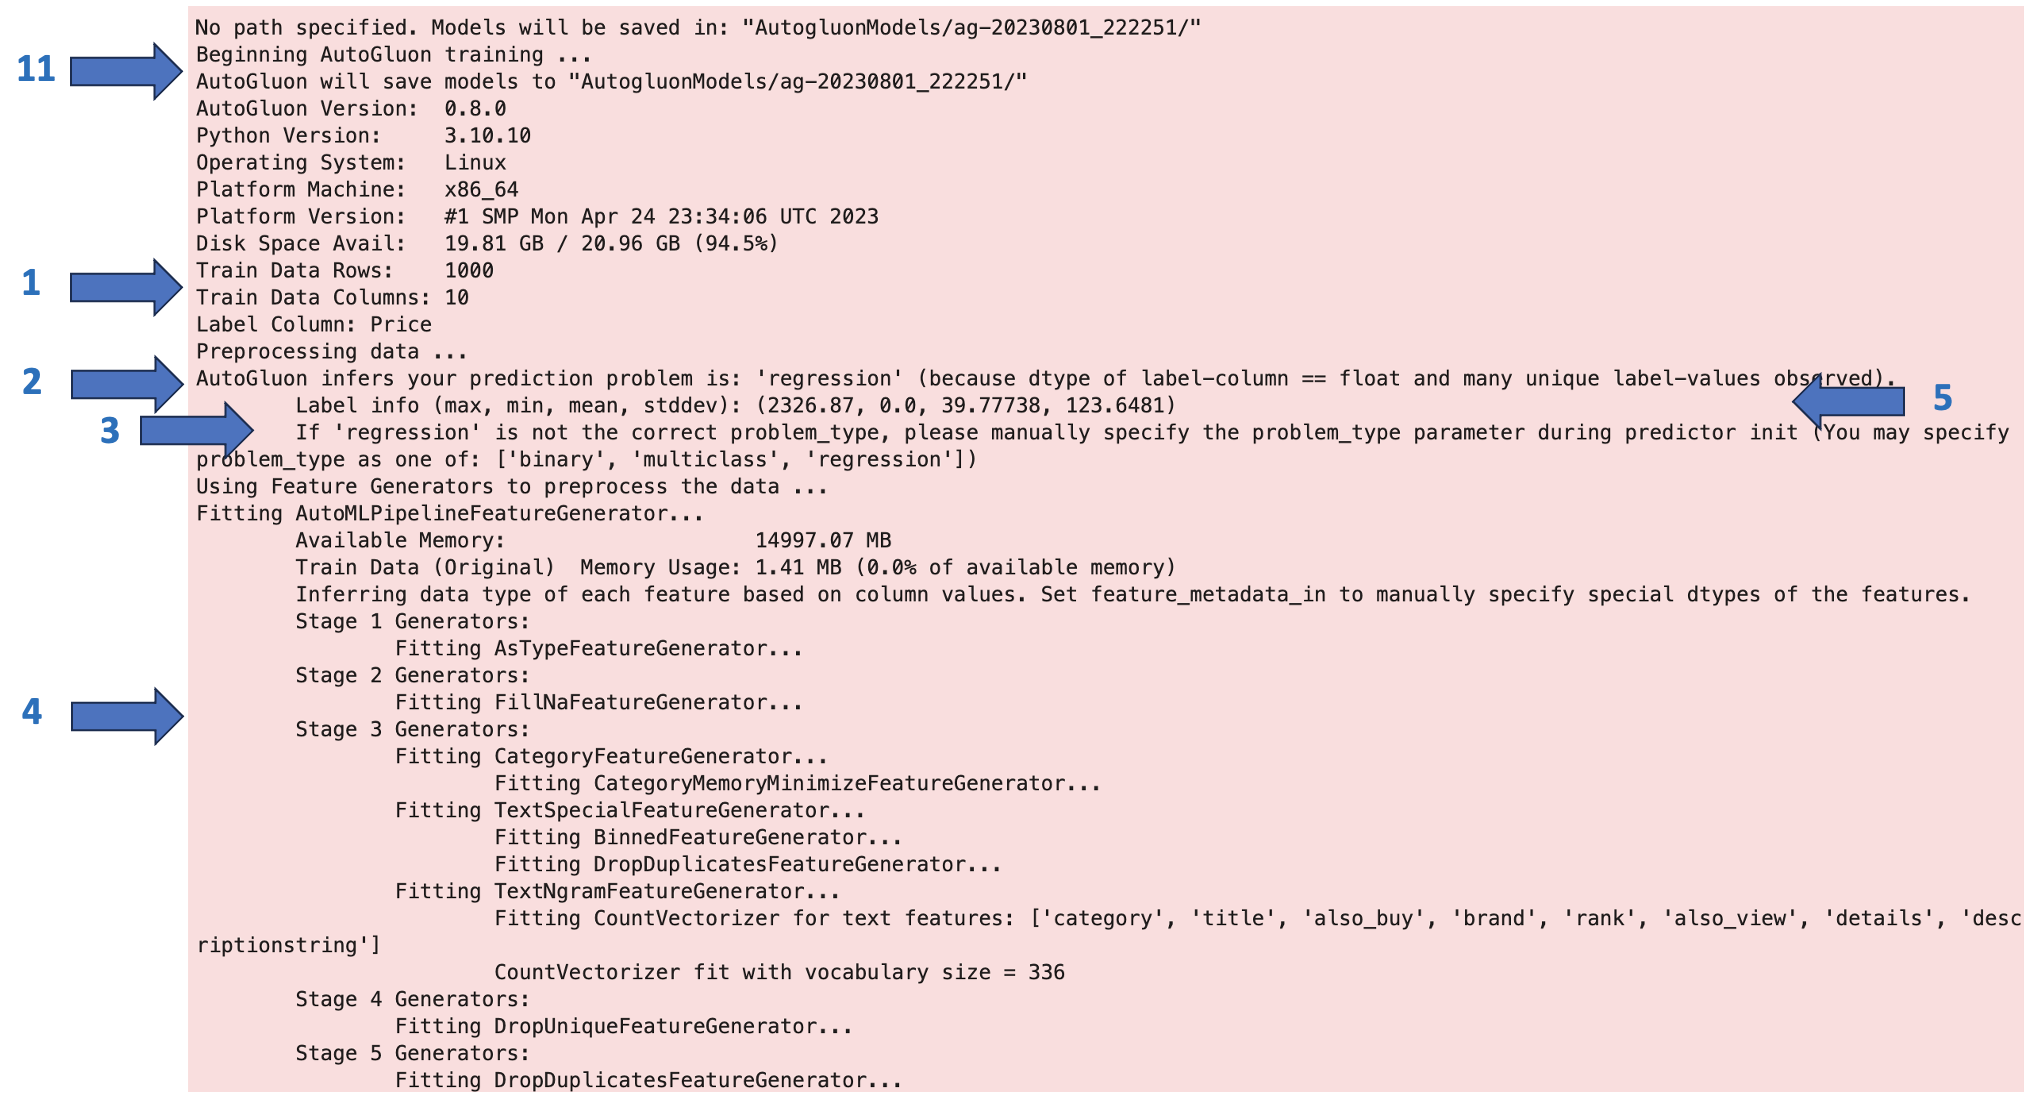 No path specified. Models will be saved in: "AutogluonModels/ag-20230801_222251/"
Beginning AutoGluon training ...
11
AutoGluon will save models to "AutogluonModels/ag-20230801_222251/"
AutoGluon Version:  0.8.0
Python Version:     3.10.10
Operating System:   Linux
Platform Machine:   x86_64
Platform Version:   #1 SMP Mon Apr 24 23:34:06 UTC 2023
Disk Space Avail:   19.81 GB / 20.96 GB (94.5%)
Train Data Rows:    1000
1
Train Data Columns: 10
Label Column: Price
Preprocessing data ...
2
AutoGluon infers your prediction problem is: 'regression' (because dtype of label-column == float and many unique label-values observed).
5
Label info (max, min, mean, stddev): (2326.87, 0.0, 39.77738, 123.6481)
3
If 'regression' is not the correct problem_type, please manually specify the problem_type parameter during predictor init (You may specify
problem_type as one of: ['binary', 'multiclass', 'regression'])
Using Feature Generators to preprocess the data ...
Fitting AutoMLPipelineFeatureGenerator...
Available Memory:                    14997.07 MB
Train Data (Original)  Memory Usage: 1.41 MB (0.0% of available memory)
Inferring data type of each feature based on column values. Set feature_metadata_in to manually specify special dtypes of the features.
Stage 1 Generators:
Fitting AsTypeFeatureGenerator...
Stage 2 Generators:
Fitting FillNaFeatureGenerator...
4
Stage 3 Generators:
Fitting CategoryFeatureGenerator...
Fitting CategoryMemoryMinimizeFeatureGenerator...
Fitting TextSpecialFeatureGenerator...
Fitting BinnedFeatureGenerator...
Fitting DropDuplicatesFeatureGenerator...
Fitting TextNgramFeatureGenerator...
Fitting CountVectorizer for text features: ['category', 'title', 'also_buy', 'brand', 'rank', 'also_view', 'details', 'desc
riptionstring']
CountVectorizer fit with vocabulary size = 336
Stage 4 Generators:
Fitting DropUniqueFeatureGenerator...
Stage 5 Generators:
Fitting DropDuplicatesFeatureGenerator...